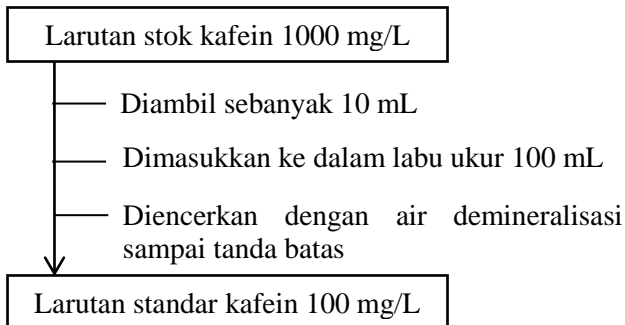 Larutan stok kafein 1000 mg/L
Diambil sebanyak 10 mL
Dimasukkan ke dalam labu ukur 100 mL
Diencerkan dengan air demineralisasi
sampai tanda batas
Larutan standar kafein 100 mg/L